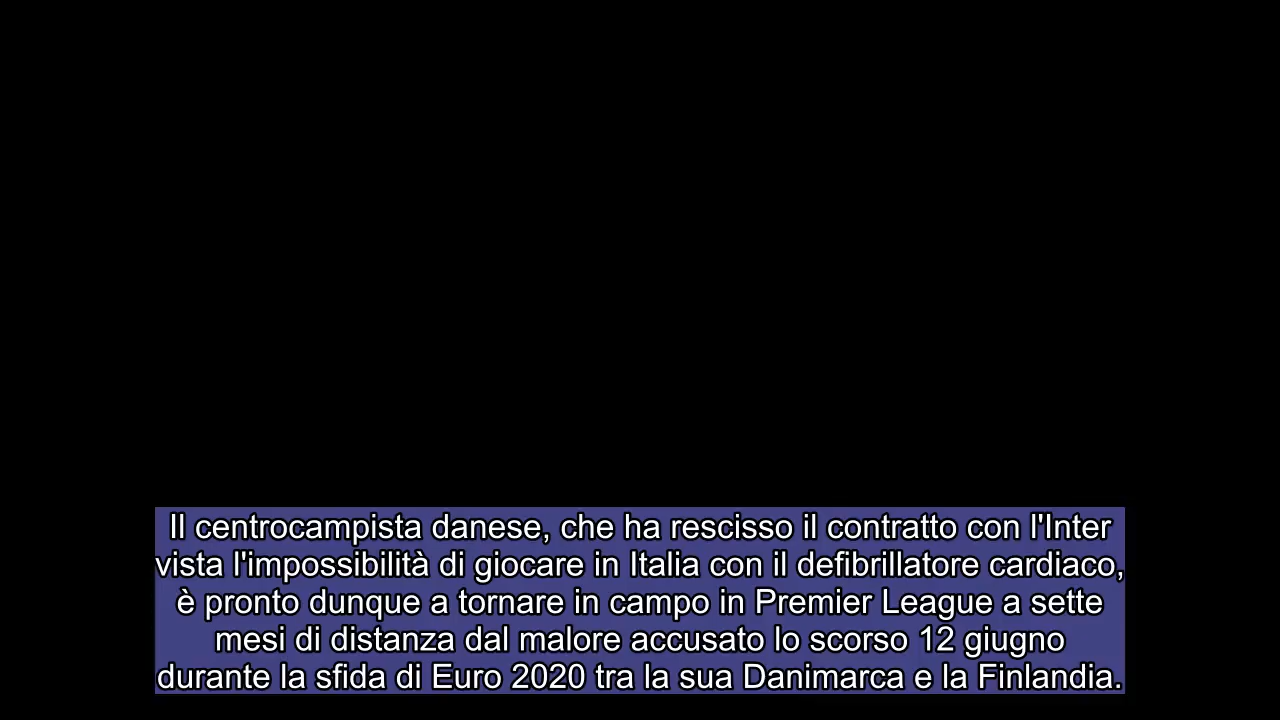 Il centrocampista danese, che ha rescisso il contratto con l'Inter
vista l'impossibilità di giocare in Italia con il defibrillatore cardiaco,
è pronto dunque a tornare in campo in Premier League a sette
mesi di distanza dal malore accusato lo scorso 12 giugno
durante la sfida di Euro 2020 tra la sua Danimarca e la Finlandia.